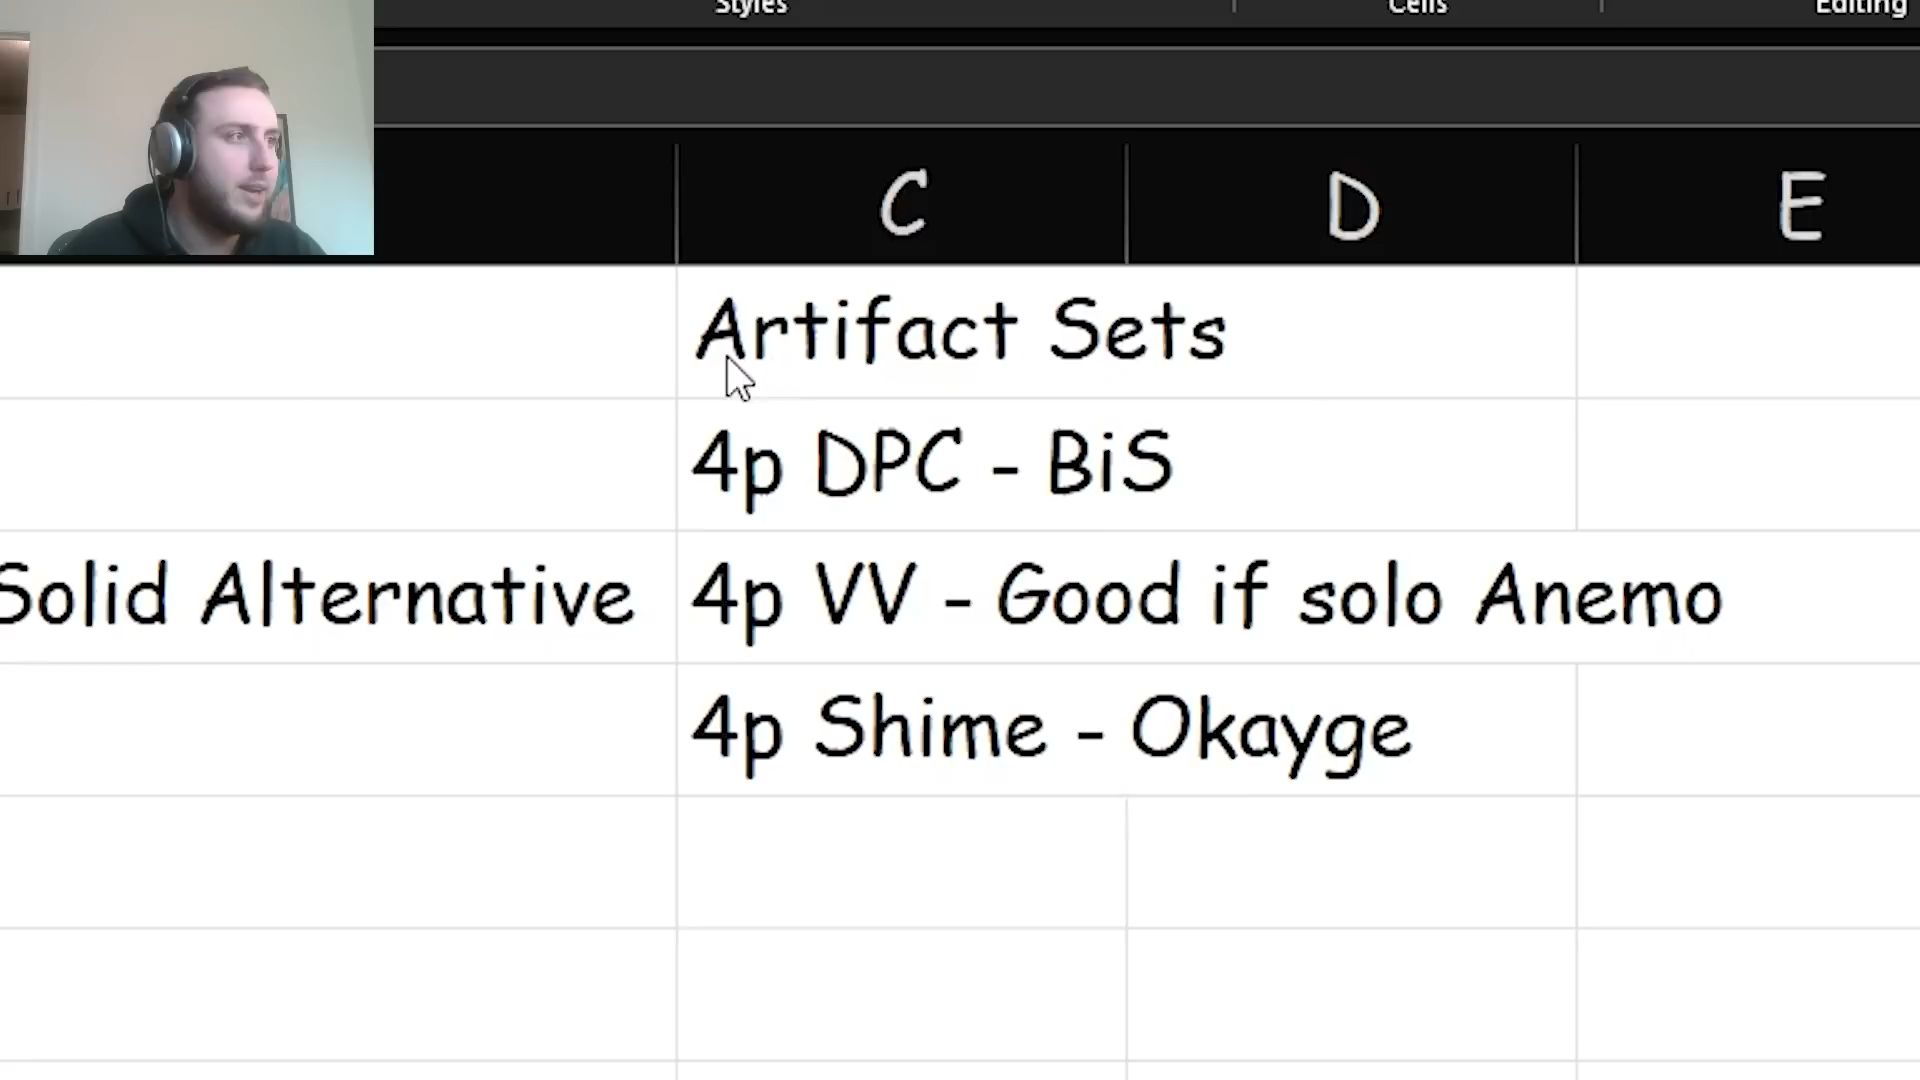 Styles Cells Editing
C D E
Artifact Sets
4p DPC - BiS
Solid Alternative 4p VV - Good if solo Anemo
4p Shime - Okayge